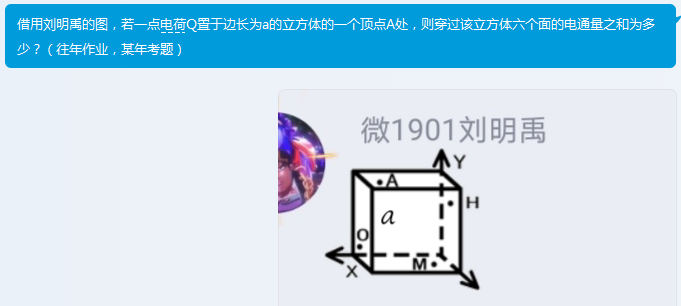 借用刘明禹的图，若一点电荷Q置于边长为a的立方体的一个顶点A处，则穿过该立方体六个面的电通量之和为多
少？（往年作业，某年考题）
微1901刘明禹
Y
A
H
a
O
X
M